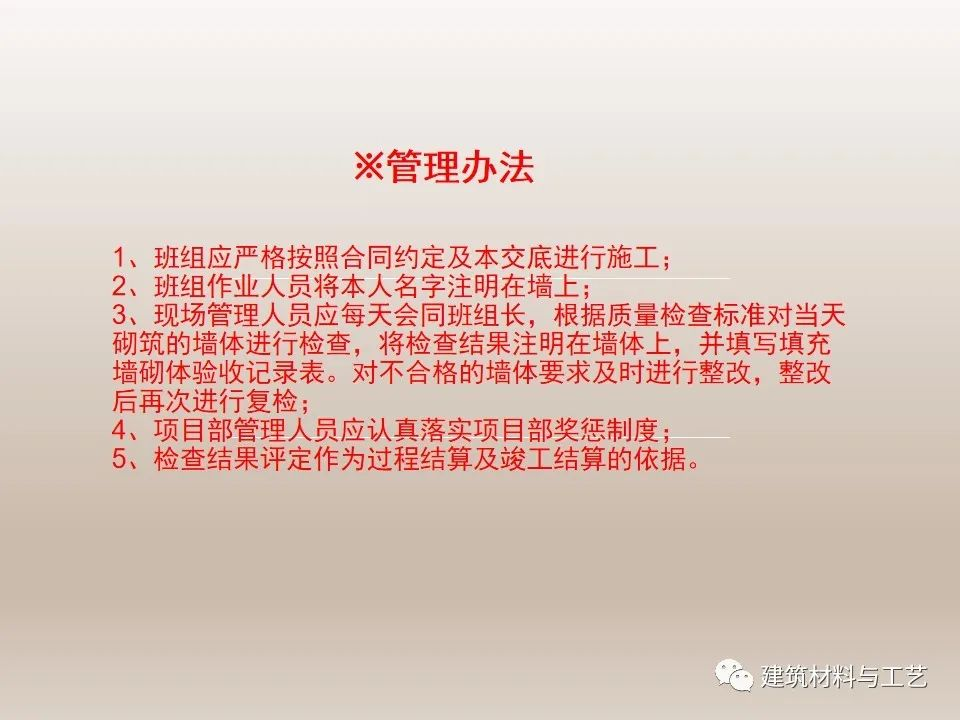 ※管理办法
1、班组应严格按照合同约定及本交底进行施工；
2、班组作业人员将本人名字注明在墙上；
3、现场管理人员应每天会同班组长，根据质量检查标准对当天
砌筑的墙体进行检查，将检查结果注明在墙体上，并填写填充
墙砌体验收记录表。对不合格的墙体要求及时进行整改，整改
后再次进行复检；
4、项目部管理人员应认真落实项目部奖惩制度；
5、检查结果评定作为过程结算及竣工结算的依据。
建筑材料与工艺